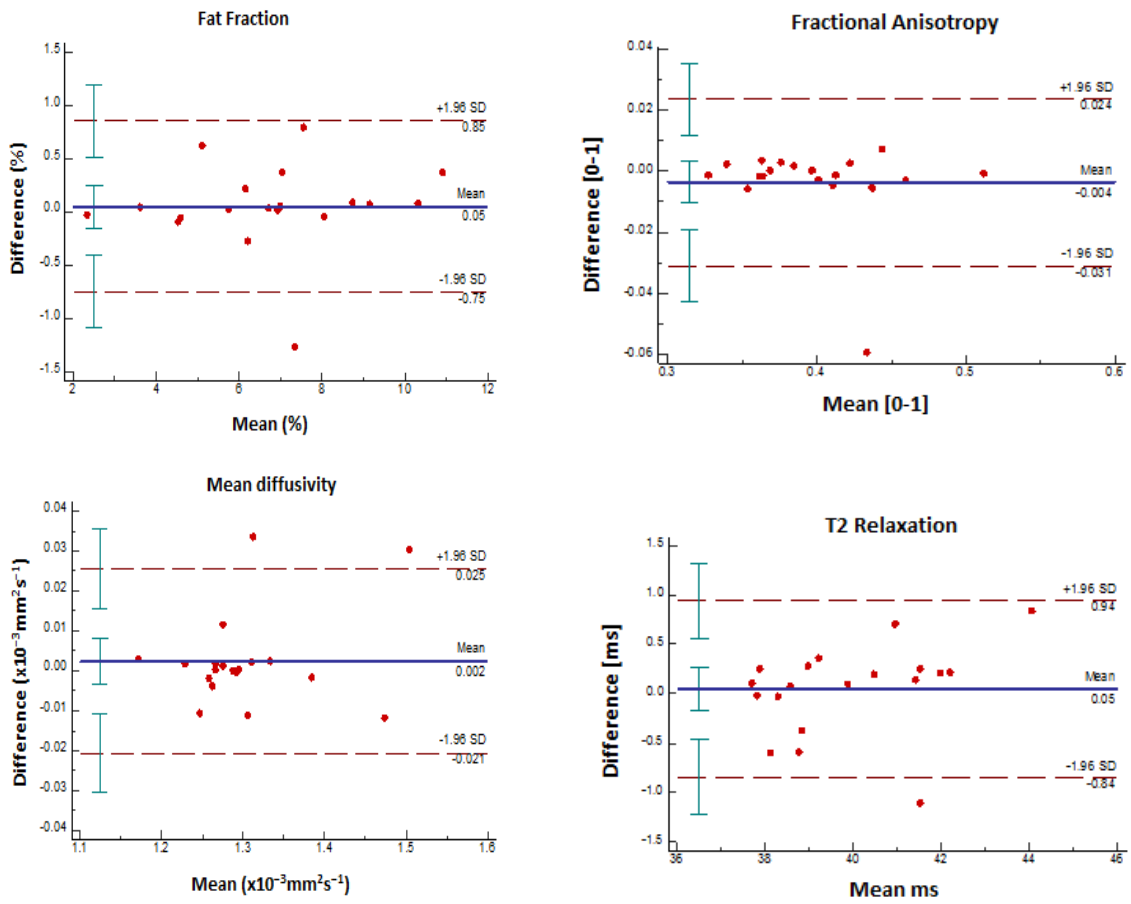 Fat Fraction
1.5
1.0
0.5
0.0
-0.5
-1.0
-1.5
Difference (%)
+1.96 SD
0.85
Mean
0.05
-1.96 SD
-0.75
2 4 6 8 10 12
Mean (%)
Fractional Anisotropy
0.04
0.02
0.00
-0.02
-0.04
-0.06
Difference [0-1]
+1.96 SD
0.024
Mean
-0.004
-1.96 SD
-0.031
0.3 0.4 0.5 0.6
Mean [0-1]
Mean diffusivity
0.04
0.03
0.02
0.01
0.00
-0.01
-0.02
-0.03
-0.04
Difference (x10⁻³mm²s⁻¹)
+1.96 SD
0.025
Mean
0.002
-1.96 SD
-0.021
1.1 1.2 1.3 1.4 1.5 1.6
Mean (x10⁻³mm²s⁻¹)
T2 Relaxation
1.5
1.0
0.5
0.0
-0.5
-1.0
-1.5
Difference [ms]
+1.96 SD
0.94
Mean
0.05
-1.96 SD
-0.84
36 38 40 42 44 46
Mean ms